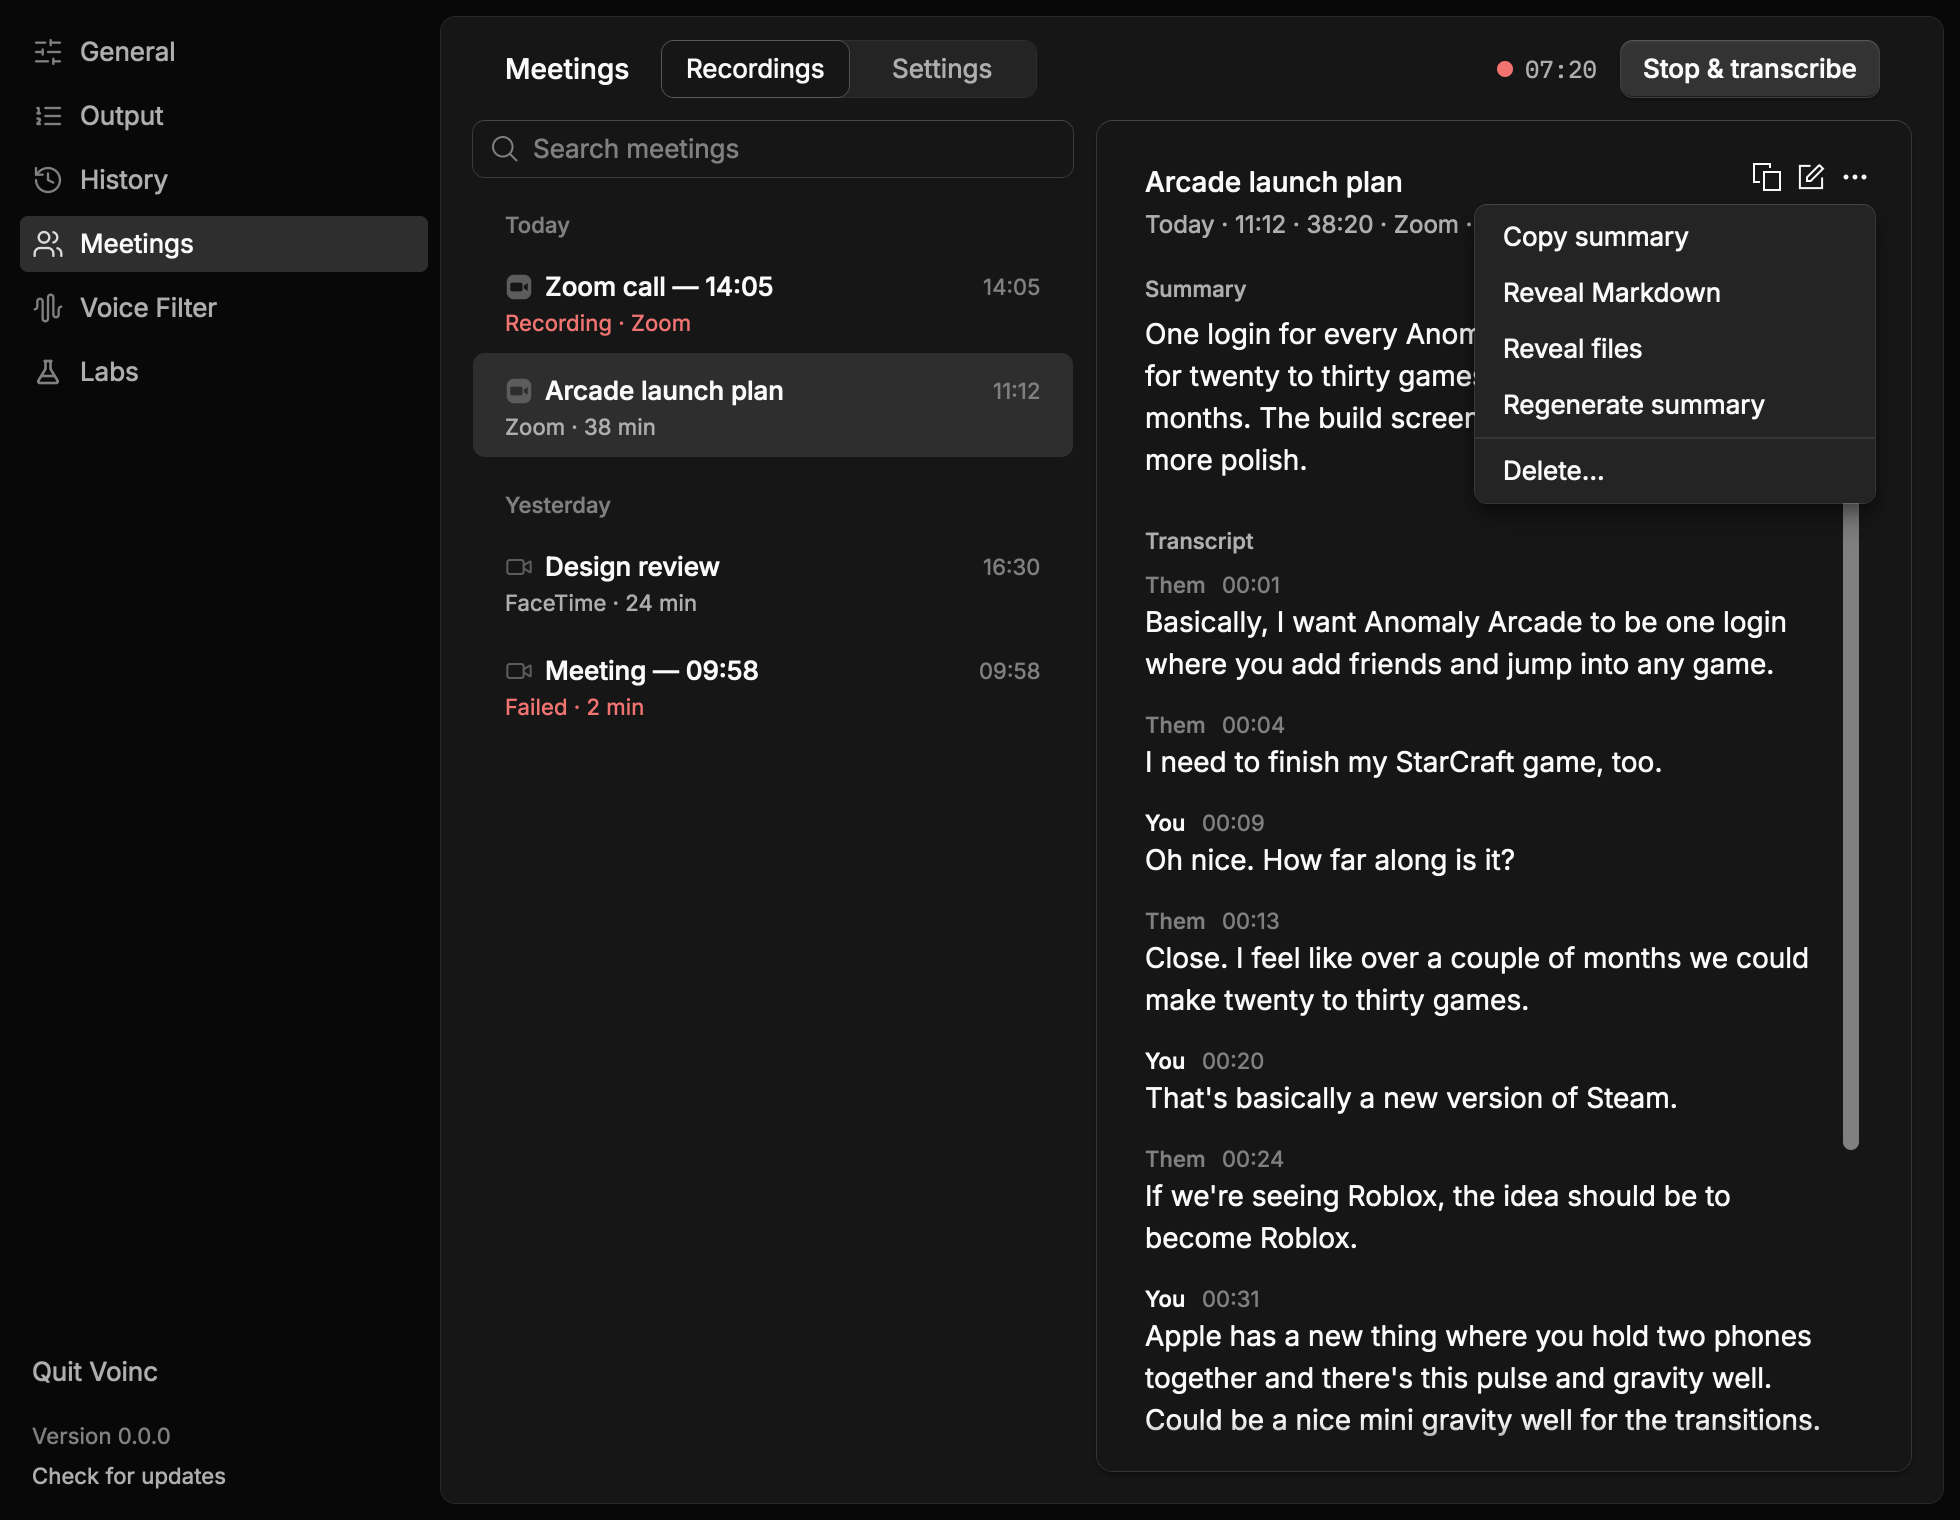 General
Output
History
Meetings
Voice Filter
Labs
Quit Voinc
Version 0.0.0
Check for updates
Meetings
Recordings
Settings
07:20
Stop & transcribe
Search meetings
Today
Zoom call — 14:05
14:05
Recording · Zoom
Arcade launch plan
11:12
Zoom · 38 min
Yesterday
Design review
16:30
FaceTime · 24 min
Meeting — 09:58
09:58
Failed · 2 min
Arcade launch plan
Today · 11:12 · 38:20 · Zoom ·
Copy summary
Reveal Markdown
Reveal files
Regenerate summary
Delete...
Summary
One login for every
for twenty to thirty
months. The build
more polish.
Transcript
Them 00:01
Basically, I want Anomaly Arcade to be one login
where you add friends and jump into any game.
Them 00:04
I need to finish my StarCraft game, too.
You 00:09
Oh nice. How far along is it?
Them 00:13
Close. I feel like over a couple of months we could
make twenty to thirty games.
You 00:20
That's basically a new version of Steam.
Them 00:24
If we're seeing Roblox, the idea should be to
become Roblox.
You 00:31
Apple has a new thing where you hold two phones
together and there's this pulse and gravity well.
Could be a nice mini gravity well for the transitions.